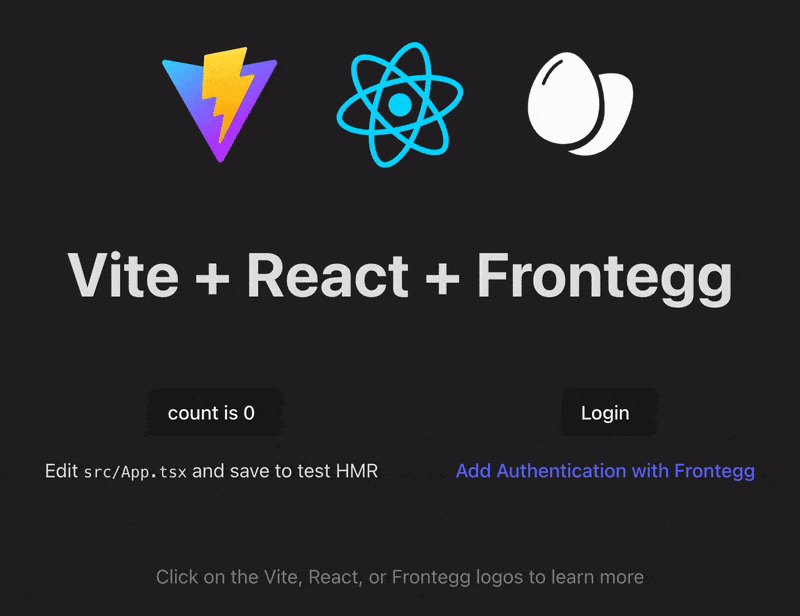 Vite + React + Frontegg
count is 0
Login
Edit src/App.tsx and save to test HMR
Add Authentication with Frontegg
Click on the Vite, React, or Frontegg logos to learn more